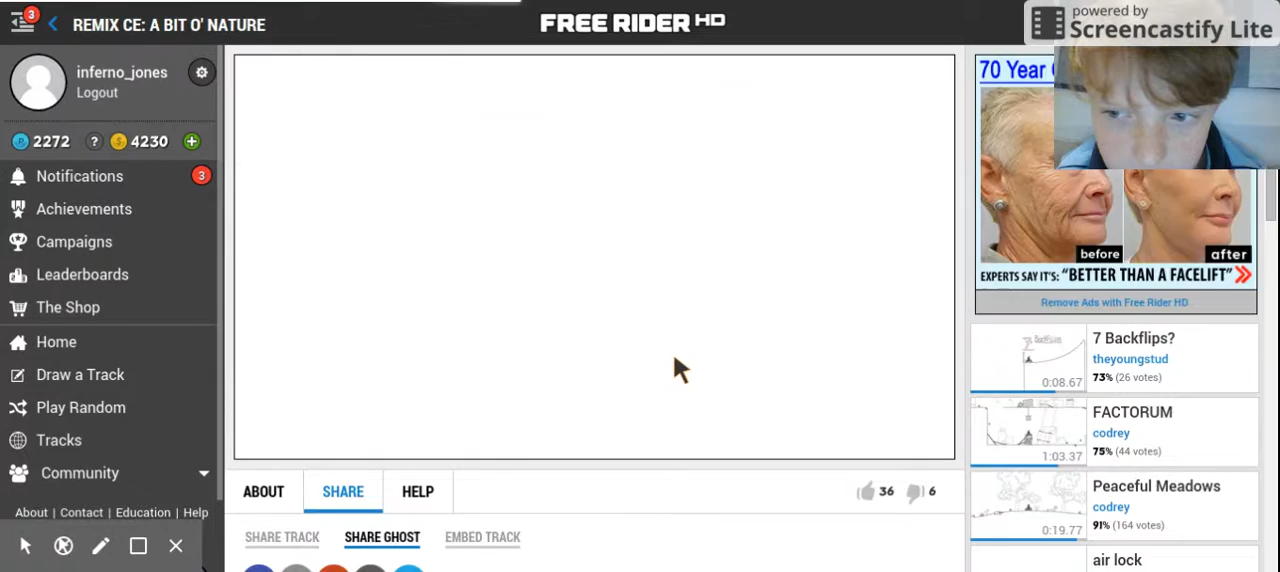 3
REMIX CE: A BIT O' NATURE
FREE RIDER HD
powered by
Screencastify Lite
inferno_jones
Logout
2272
?
4230
Notifications
3
Achievements
Campaigns
Leaderboards
The Shop
Home
Draw a Track
Play Random
Tracks
Community
About | Contact | Education | Help
ABOUT
SHARE
HELP
36
6
SHARE TRACK
SHARE GHOST
EMBED TRACK
70 Year
before
after
EXPERTS SAY IT'S: "BETTER THAN A FACELIFT"
Remove Ads with Free Rider HD
7 Backflips?
theyoungstud
73% (26 votes)
0:08.67
FACTORUM
codrey
75% (44 votes)
1:03.37
Peaceful Meadows
codrey
91% (164 votes)
0:19.77
air lock